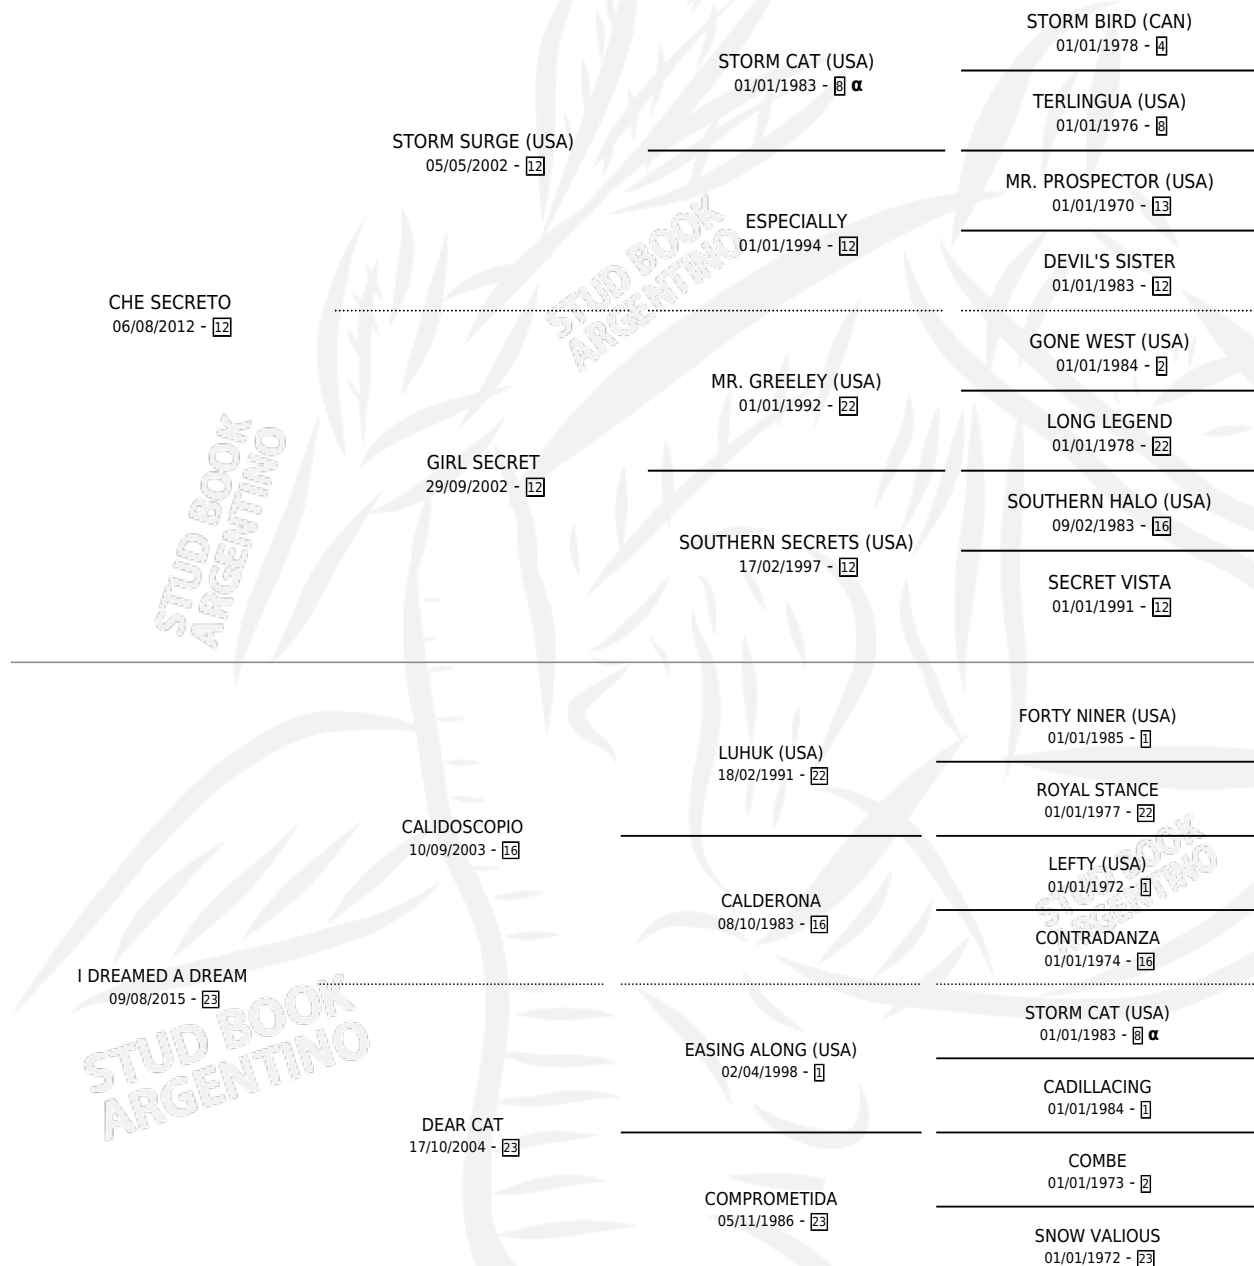 STORM BIRD (CAN)
01/01/1978 - 4
STORM CAT (USA)
01/01/1983 - 8 α
TERLINGUA (USA)
01/01/1976 - 8
STORM SURGE (USA)
05/05/2002 - 12
MR. PROSPECTOR (USA)
01/01/1970 - 13
ESPECIALLY
01/01/1994 - 12
DEVIL'S SISTER
01/01/1983 - 12
CHE SECRETO
06/08/2012 - 12
GONE WEST (USA)
01/01/1984 - 2
MR. GREELEY (USA)
01/01/1992 - 22
LONG LEGEND
01/01/1978 - 22
GIRL SECRET
29/09/2002 - 12
SOUTHERN HALO (USA)
09/02/1983 - 16
SOUTHERN SECRETS (USA)
17/02/1997 - 12
SECRET VISTA
01/01/1991 - 12
FORTY NINER (USA)
01/01/1985 - 1
LUHUK (USA)
18/02/1991 - 22
ROYAL STANCE
01/01/1977 - 22
CALIDOSCOPIO
10/09/2003 - 16
LEFTY (USA)
01/01/1972 - 1
CALDERONA
08/10/1983 - 16
CONTRADANZA
01/01/1974 - 16
I DREAMED A DREAM
09/08/2015 - 23
STORM CAT (USA)
01/01/1983 - 8 α
EASING ALONG (USA)
02/04/1998 - 1
CADILLACING
01/01/1984 - 1
DEAR CAT
17/10/2004 - 23
COMBE
01/01/1973 - 2
COMPROMETIDA
05/11/1986 - 23
SNOW VALIOUS
01/01/1972 - 23
STUD BOOK
ARGENTINO
STUD BOOK
ARGENTINO
STUD BOOK
ARGENTINO
STUD BOOK
ARGENTINO